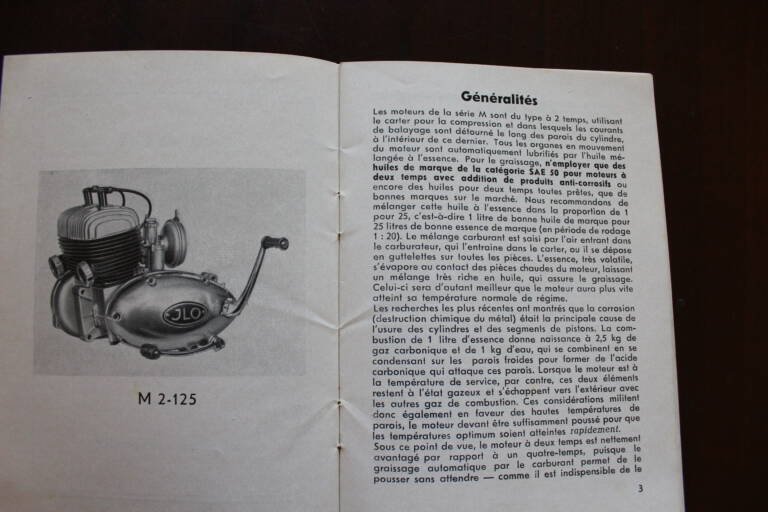 JLO
M 2-125
Généralités
Les moteurs de la série M sont du type à 2 temps, utilisant
le carter pour la compression et dans lesquels les courants
de balayage sont détourné le long des parois du cylindre,
à l'intérieur de ce dernier. Tous les organes en mouvement
du moteur sont automatiquement lubrifiés par l'huile mé-
langée à l'essence. Pour le graissage, n'employer que des
huiles de marque de la catégorie SAE 50 pour moteurs à
deux temps avec addition de produits anti-corrosifs ou
encore des huiles pour deux temps toutes prêtes, que de
bonnes marques sur le marché. Nous recommandons de
mélanger cette huile à l'essence dans la proportion de 1
pour 25, c'est-à-dire 1 litre de bonne huile de marque pour
25 litres de bonne essence de marque (en période de rodage
1 : 20). Le mélange carburant est saisi par l'air entrant dans
le carburateur, qui l'entraine dans le carter, ou il se dépose
en guttelettes sur toutes les pièces. L'essence, très volatile,
s'évapore au contact des pièces chaudes du moteur, laissant
un mélange très riche en huile, qui assure le graissage.
Celui-ci sera d'autant meilleur que le moteur aura plus vite
atteint sa température normale de régime.
Les recherches les plus récentes ont montrés que la corrosion
(destruction chimique du métal) était la principale cause de
l'usure des cylindres et des segments de pistons. La com-
bustion de 1 litre d'essence donne naissance à 2,5 kg de
gaz carbonique et de 1 kg d'eau, qui se combinent en se
condensant sur les parois froides pour former de l'acide
carbonique qui attaque ces parois. Lorsque le moteur est à
la température de service, par contre, ces deux éléments
restent à l'état gazeux et s'échappent vers l'extérieur avec
les autres gaz de combustion. Ces considérations militent
donc également en faveur des hautes températures de
parois, le moteur devant être suffisamment poussé pour que
les températures optimum soient atteintes rapidement.
Sous ce point de vue, le moteur à deux temps est nettement
avantagé par rapport à un quatre-temps, puisque le
graissage automatique par le carburant permet de le
pousser sans attendre — comme il est indispensable de le
3